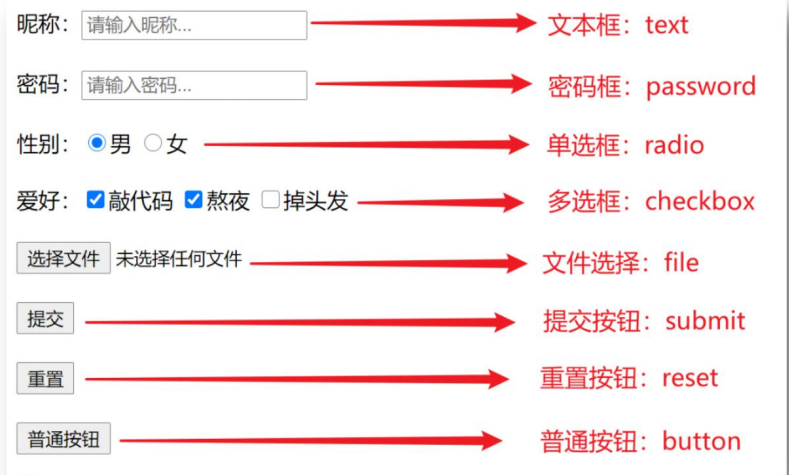 昵称： 请输入昵称... 文本框：text
密码： 请输入密码... 密码框：password
性别： 男 女 单选框：radio
爱好： 敲代码 熬夜 掉头发 多选框：checkbox
选择文件 未选择任何文件 文件选择：file
提交 提交按钮：submit
重置 重置按钮：reset
普通按钮 普通按钮：button